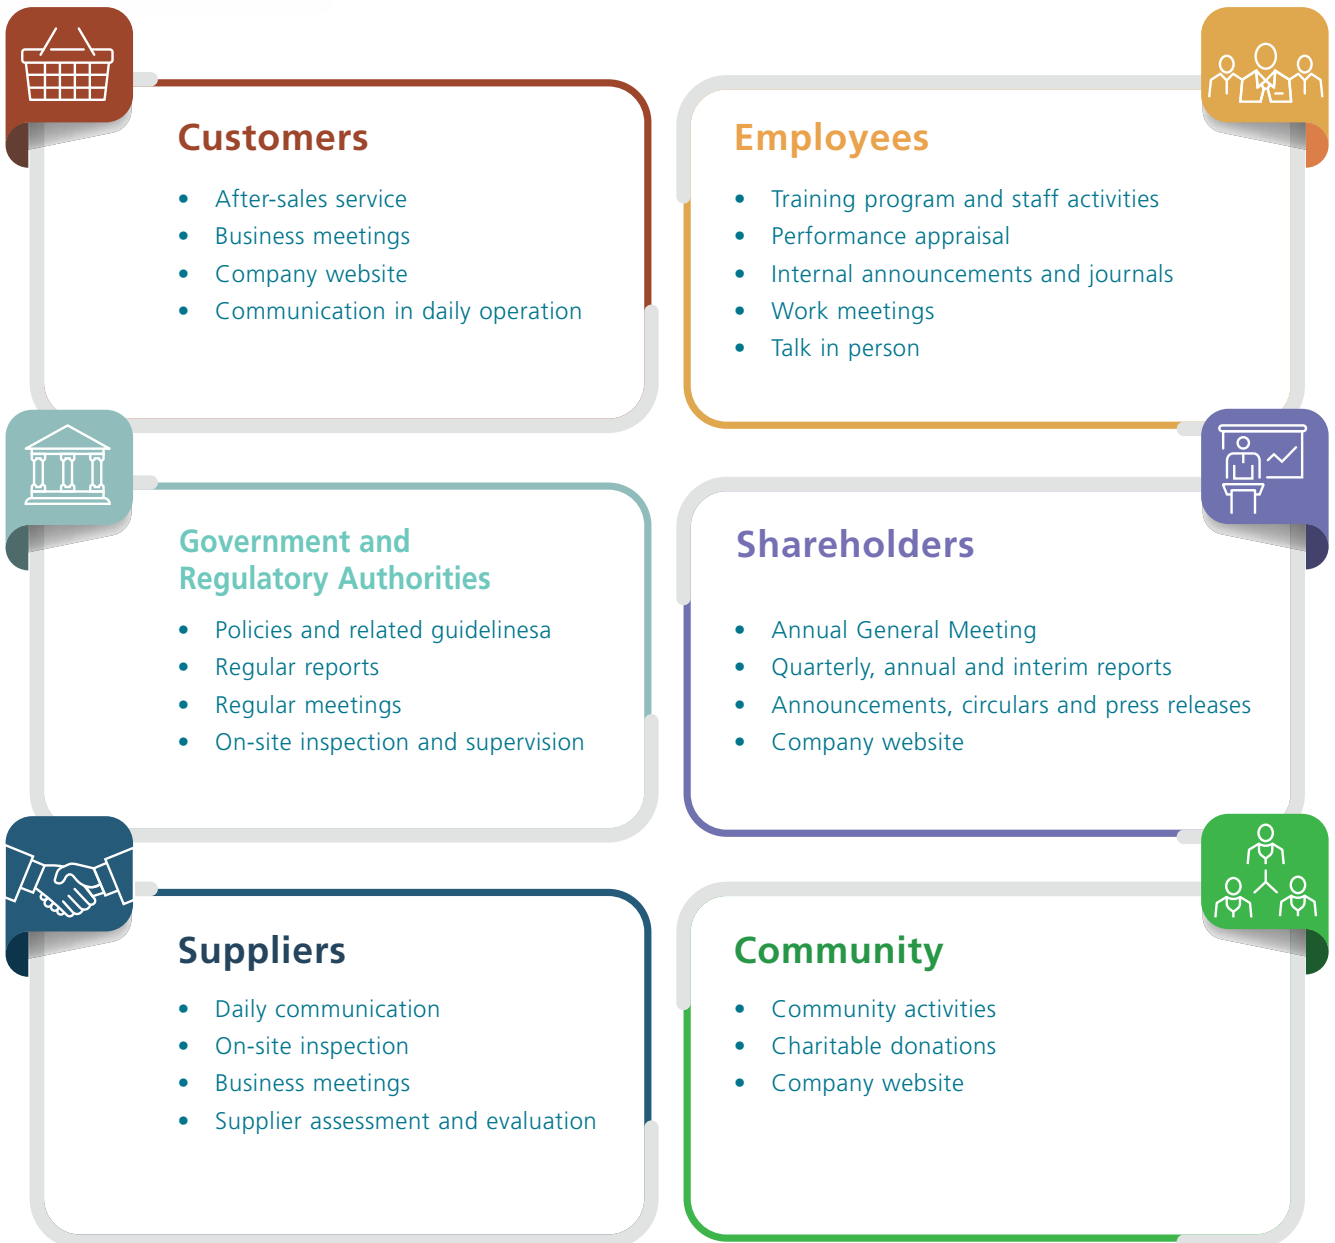 Customers
• After-sales service
• Business meetings
• Company website
• Communication in daily operation
Employees
• Training program and staff activities
• Performance appraisal
• Internal announcements and journals
• Work meetings
• Talk in person
Government and
Regulatory Authorities
• Policies and related guidelinesa
• Regular reports
• Regular meetings
• On-site inspection and supervision
Shareholders
• Annual General Meeting
• Quarterly, annual and interim reports
• Announcements, circulars and press releases
• Company website
Suppliers
• Daily communication
• On-site inspection
• Business meetings
• Supplier assessment and evaluation
Community
• Community activities
• Charitable donations
• Company website